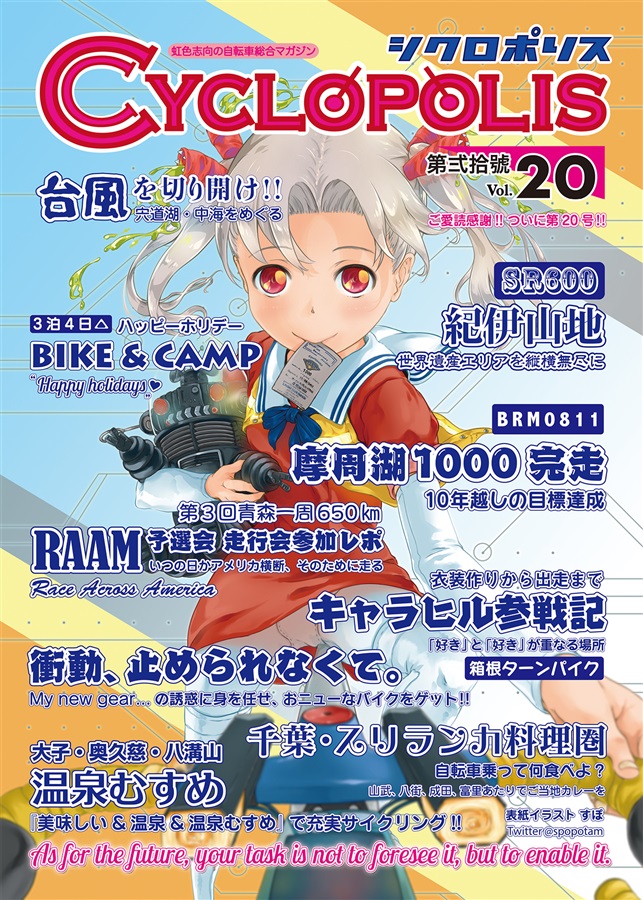 虹色志向の自転車総合マガジン
シクロポリス
CYCLOPOLIS
第弐拾號
Vol. 20
ご愛読感謝!! ついに第20号!!
台風を切り開け!!
宍道湖・中海をめぐる
SR600
紀伊山地
世界遺産エリアを縦横無尽に
3泊4日△ ハッピーホリデー
BIKE & CAMP
"Happy holidays"♥
BRM0811
摩周湖1000 完走
10年越しの目標達成
第3回青森一周650km
RAAM 予選会 走行会参加レポ
いつの日かアメリカ横断、そのために走る
Race Across America
衣装作りから出走まで
キャラヒル参戦記
「好き」と「好き」が重なる場所
箱根ターンパイク
衝動、止められなくて。
My new gear... の誘惑に身を任せ、おニューなバイクをゲット!!
千葉・スリランカ料理圏
自転車乗って何食べよ?
山武、八街、成田、富里あたりでご当地カレーを
大子・奥久慈・八溝山
温泉むすめ
『美味しい & 温泉 & 温泉むすめ』で充実サイクリング!!
表紙イラスト すぽ
Twitter@spopotam
As for the future, your task is not to foresee it, but to enable it.